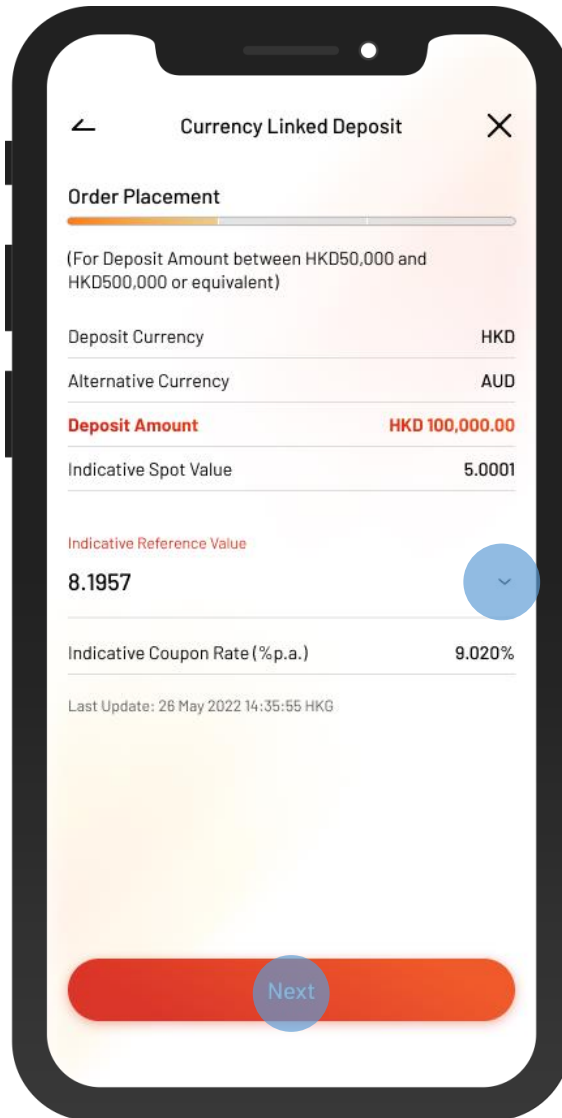 Currency Linked Deposit
Order Placement
(For Deposit Amount between HKD50,000 and
HKD500,000 or equivalent)
Deposit Currency HKD
Alternative Currency AUD
Deposit Amount HKD 100,000.00
Indicative Spot Value 5.0001
Indicative Reference Value
8.1957
Indicative Coupon Rate (%p.a.) 9.020%
Last Update: 26 May 2022 14:35:55 HKG
Next